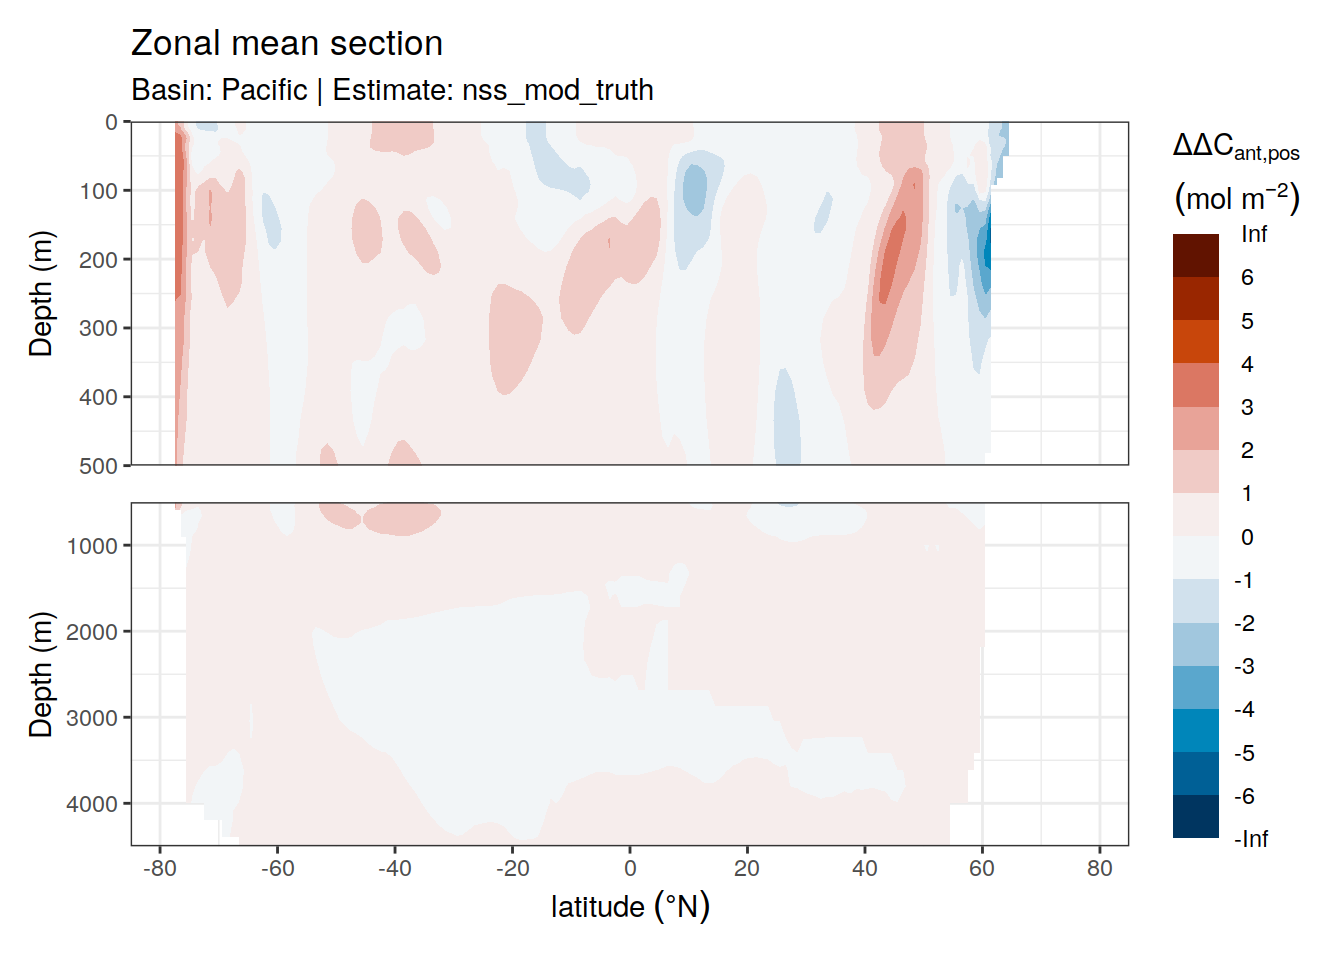 Zonal mean section
Basin: Pacific | Estimate: nss_mod_truth
0
100
200
300
400
500
Depth (m)
1000
2000
3000
4000
Depth (m)
-80 -60 -40 -20 0 20 40 60 80
latitude (°N)
ΔΔCant,pos
(mol m−2)
Inf
6
5
4
3
2
1
0
-1
-2
-3
-4
-5
-6
-Inf